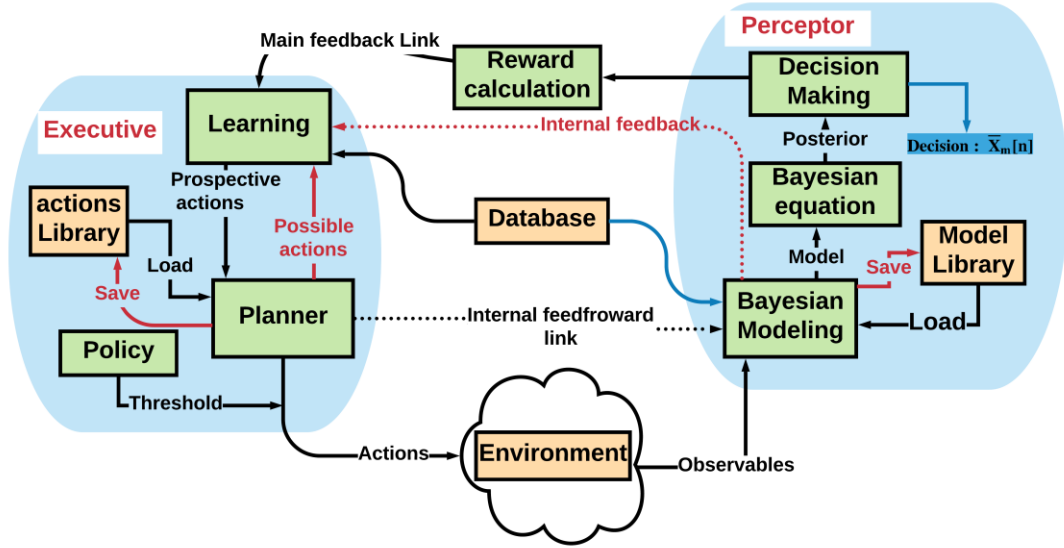 Perceptor
Main feedback Link
Reward
calculation
Decision
Making
Executive
Learning
Internal feedback
Posterior
Decision : X̅m[n]
Prospective
actions
Possible
actions
actions
Library
Database
Bayesian
equation
Model
Library
Load
Save
Model
Save
Planner
Internal feedfroward
link
Bayesian
Modeling
Load
Policy
Threshold
Actions
Environment
Observables